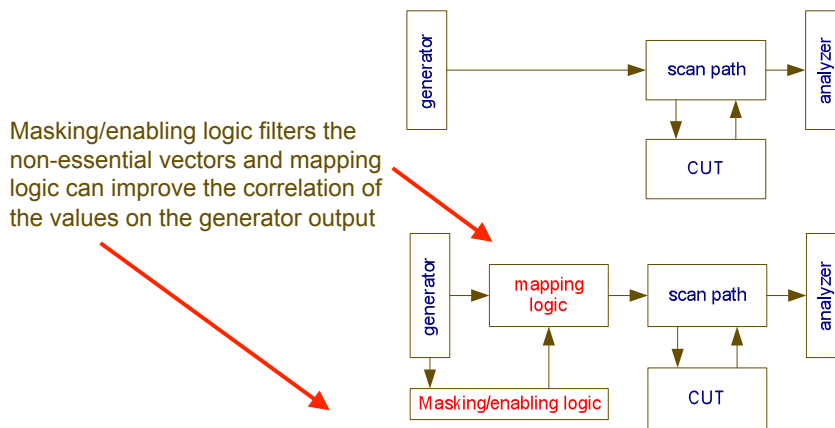 generator
scan path
analyzer
CUT
Masking/enabling logic filters the
non-essential vectors and mapping
logic can improve the correlation of
the values on the generator output
generator
mapping
logic
scan path
analyzer
Masking/enabling logic
CUT